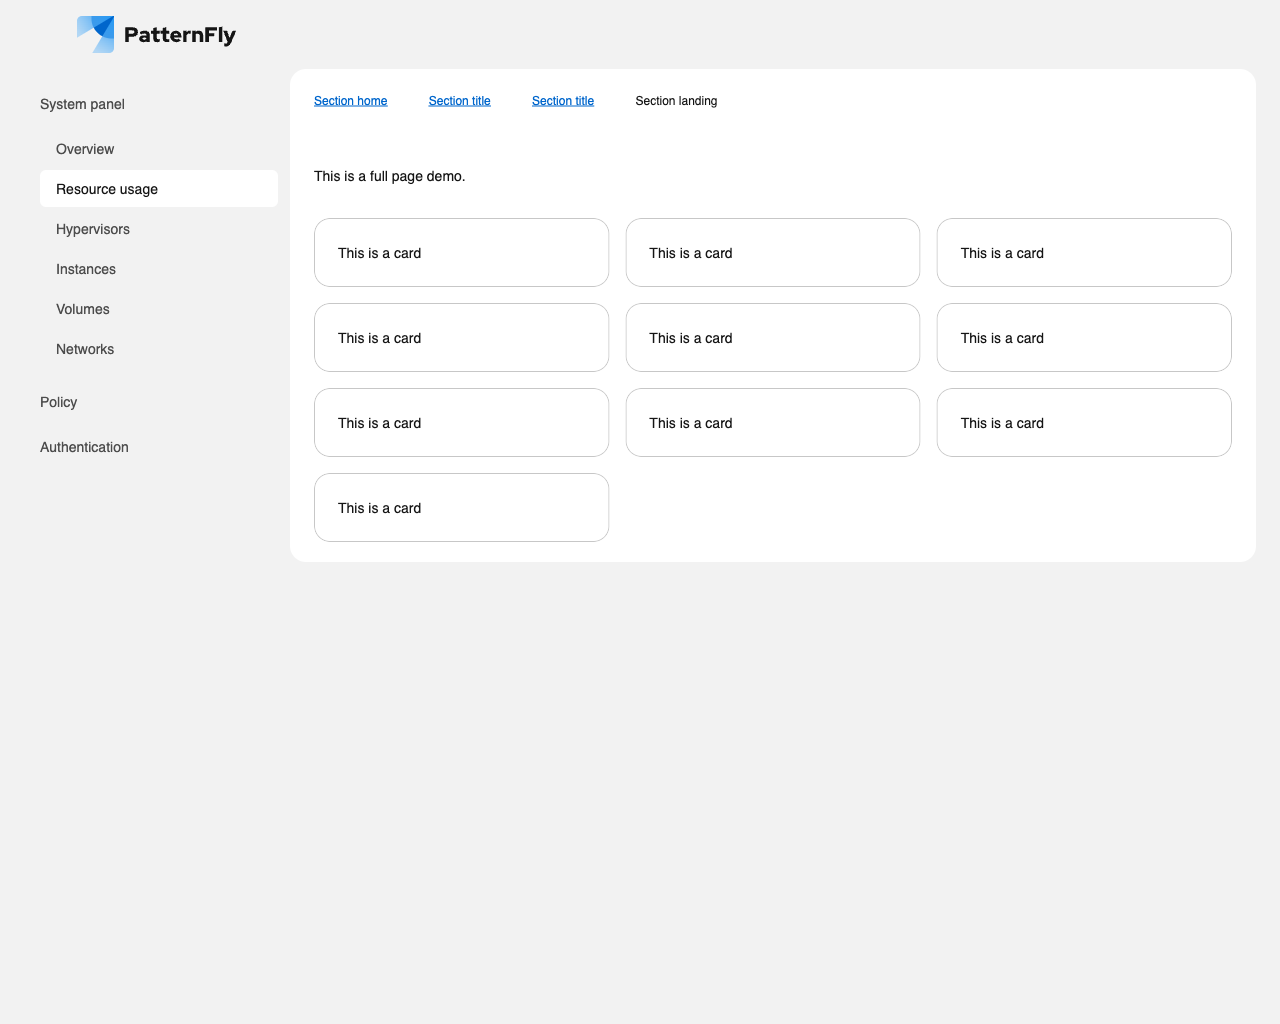 PatternFly
System panel
Overview
Resource usage
Hypervisors
Instances
Volumes
Networks
Policy
Authentication
Section home Section title Section title Section landing
This is a full page demo.
This is a card This is a card This is a card
This is a card This is a card This is a card
This is a card This is a card This is a card
This is a card